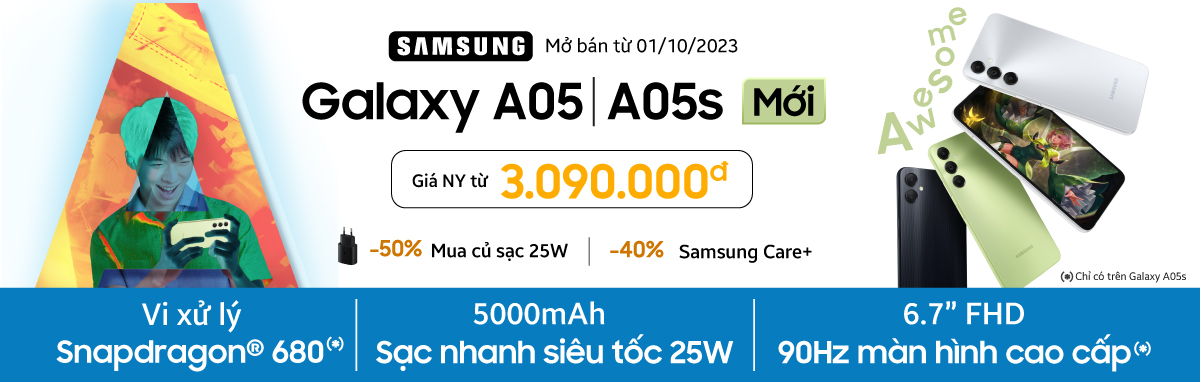 SAMSUNG Mở bán từ 01/10/2023
Galaxy A05 | A05s Mới
Giá NY từ 3.090.000đ
-50% Mua củ sạc 25W | -40% Samsung Care+
Awesome
SAMSUNG
SAMSUNG
(*) Chỉ có trên Galaxy A05s
Vi xử lý
Snapdragon® 680(*)
5000mAh
Sạc nhanh siêu tốc 25W
6.7” FHD
90Hz màn hình cao cấp(*)